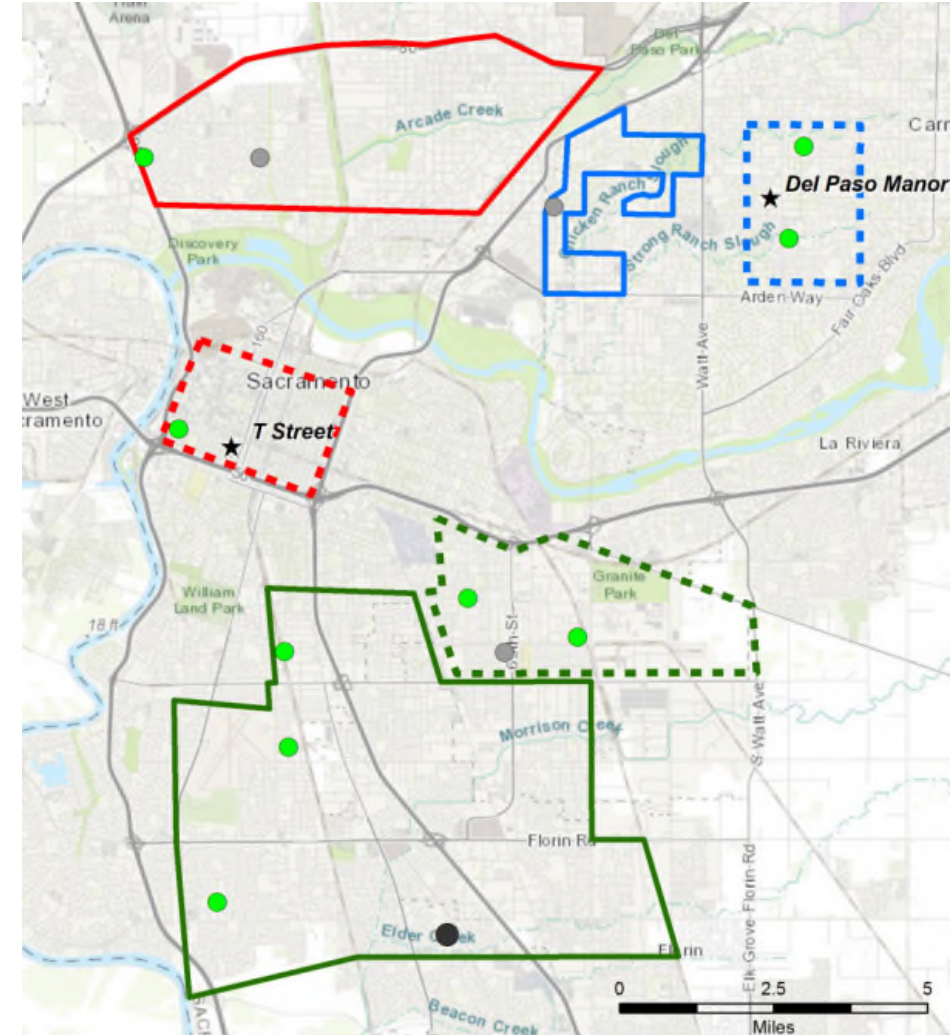 Arena
80
Del
Paso Park
Arcade Creek
Carr
Chicken Ranch Slough
Del Paso Manor
Strong Ranch Slough
Discovery
Park
Arden-Way
Fair Oaks Blvd
160
Watt-Ave
Sacramento
West
cramento
T Street
La Riviera
50
William
Land Park
Granite
Park
18 ft
65th-St
S-Watt-Ave
Morrison Creek
Florin Rd
Elk-Grove-Florin-Rd
Elder Creek
Florin
SAC
Beacon Creek
0
2.5
5
Miles